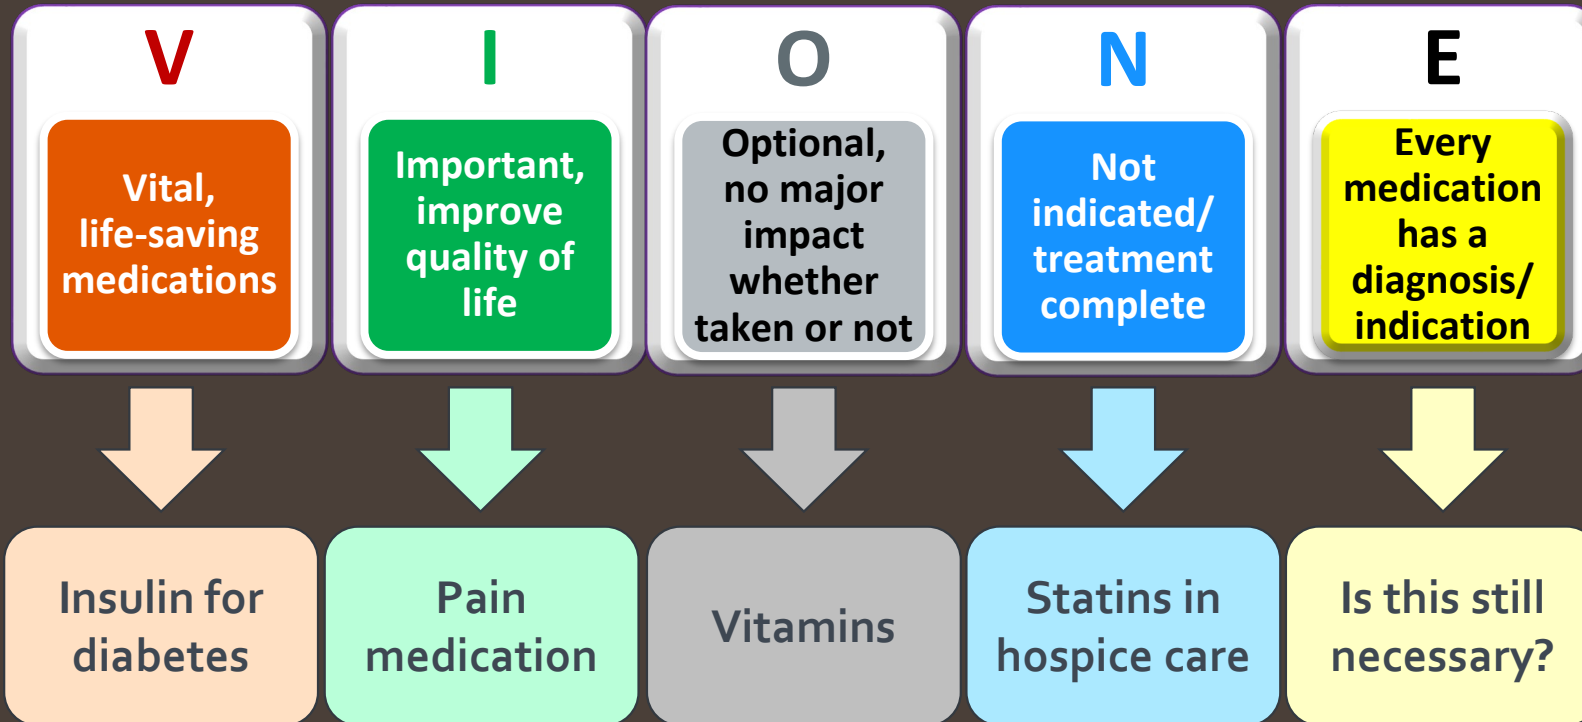 V
Vital,
life-saving
medications
I
Important,
improve
quality of
life
O
Optional,
no major
impact
whether
taken or not
N
Not
indicated/
treatment
complete
E
Every
medication
has a
diagnosis/
indication
Insulin for
diabetes
Pain
medication
Vitamins
Statins in
hospice care
Is this still
necessary?